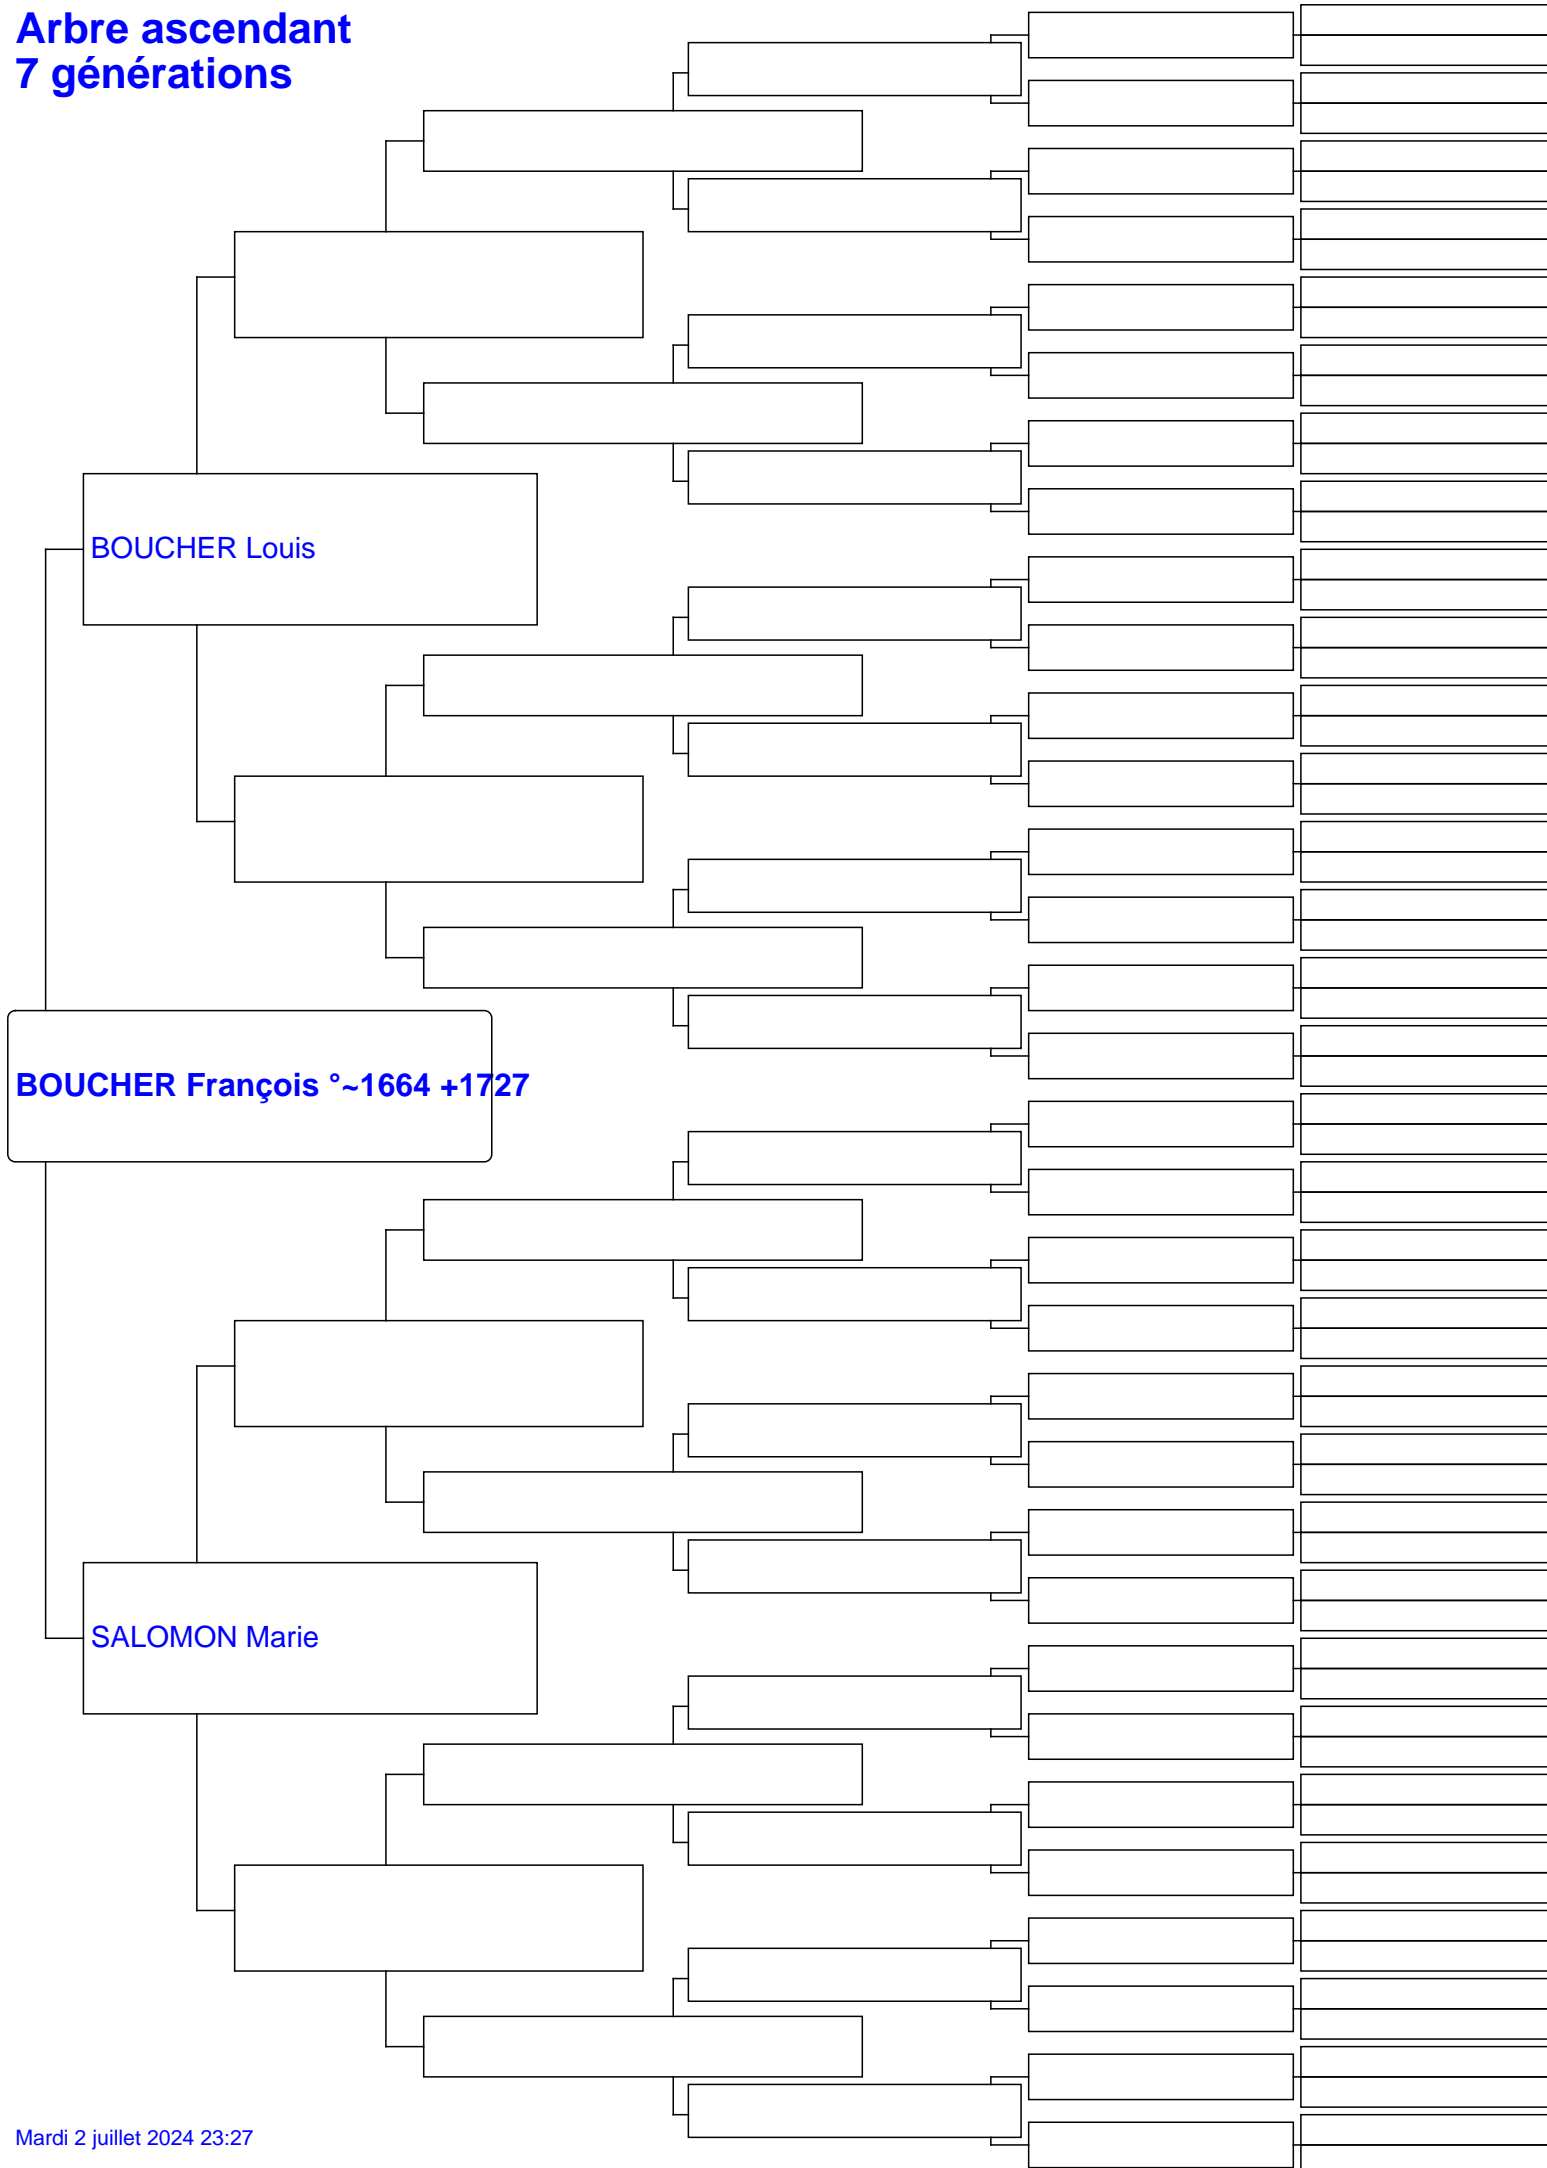 Arbre ascendant
7 générations
BOUCHER Louis
BOUCHER François °~1664 +1727
SALOMON Marie
Mardi 2 juillet 2024 23:27